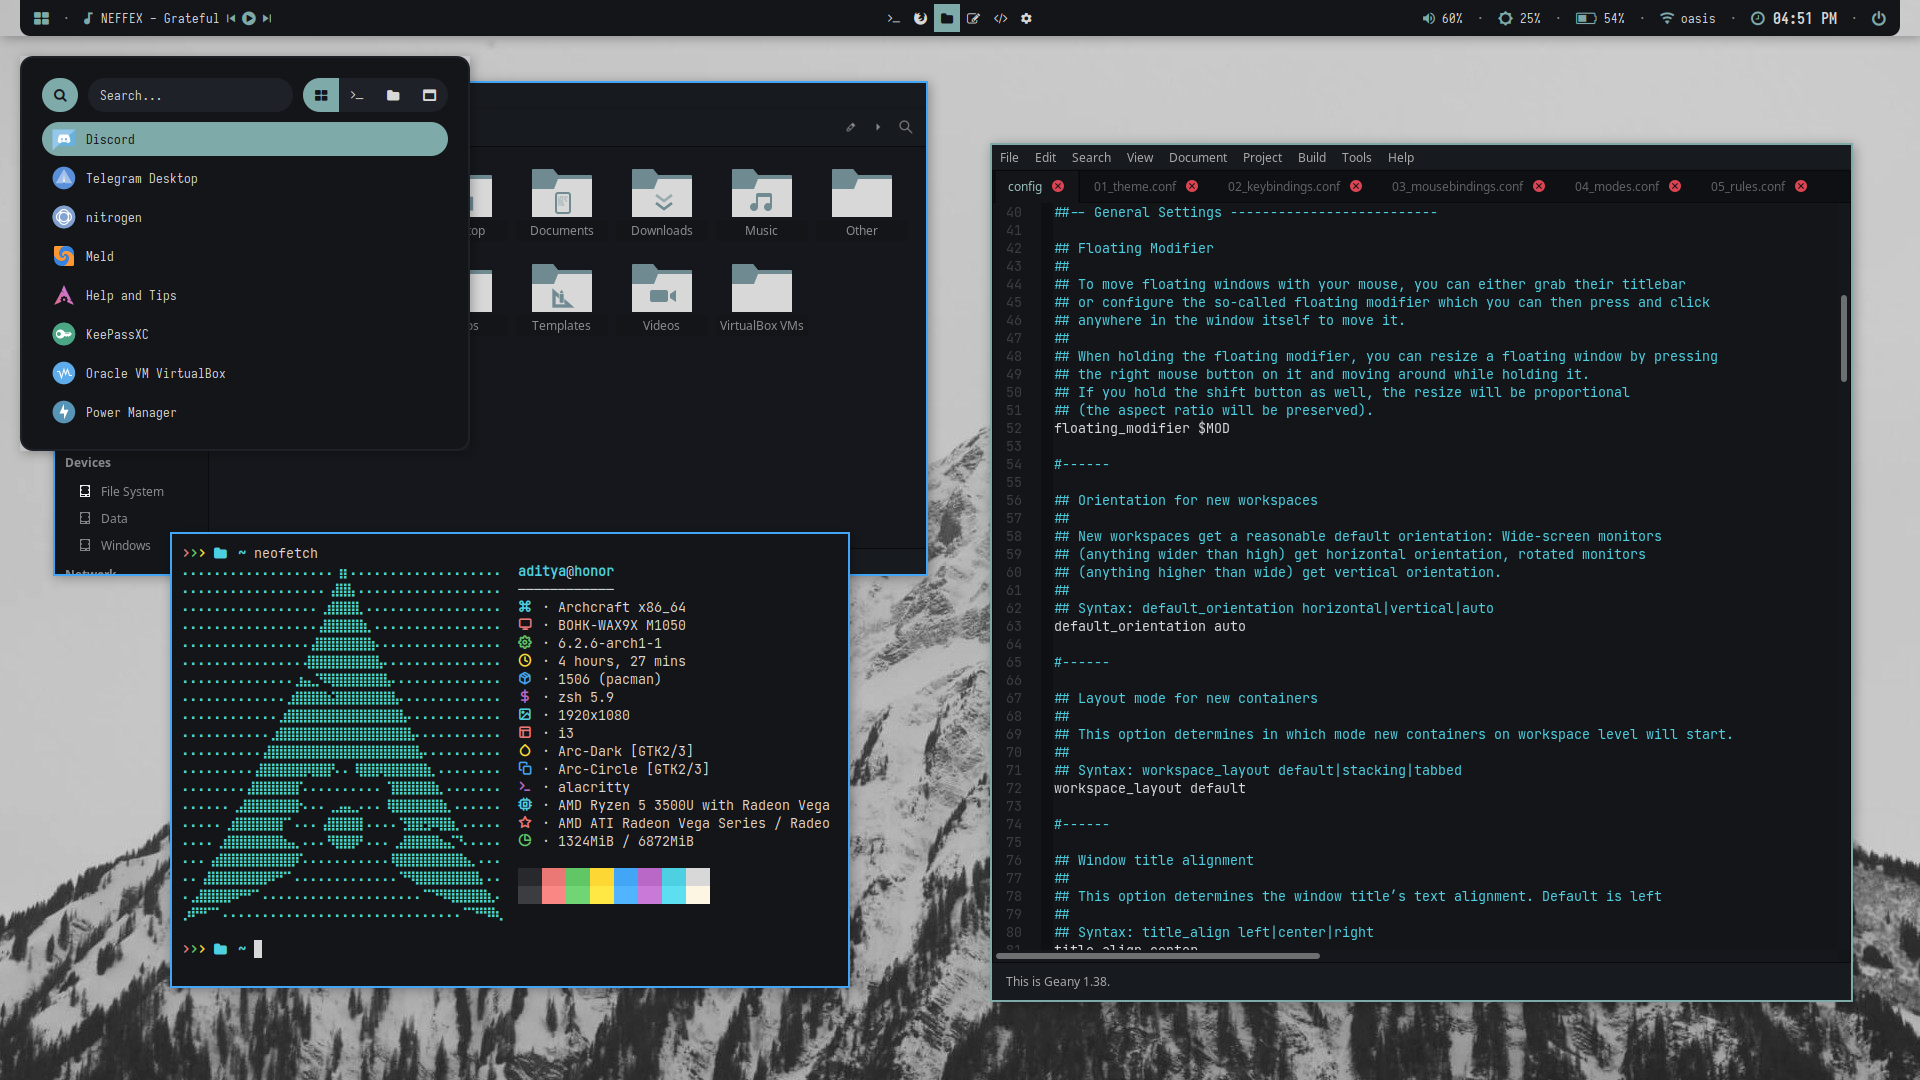 NEFFEX - Grateful
60% · 25% · 54% · oasis · 04:51 PM
Search...
Discord
Telegram Desktop
nitrogen
Meld
Help and Tips
KeePassXC
Oracle VM VirtualBox
Power Manager
Documents
Downloads
Music
Other
Templates
Videos
VirtualBox VMs
Devices
File System
Data
Windows
Network
>>> ~ neofetch
aditya@honor
· Archcraft x86_64
· BOHK-WAX9X M1050
· 6.2.6-arch1-1
· 4 hours, 27 mins
· 1506 (pacman)
· zsh 5.9
· 1920x1080
· i3
· Arc-Dark [GTK2/3]
· Arc-Circle [GTK2/3]
· alacritty
· AMD Ryzen 5 3500U with Radeon Vega
· AMD ATI Radeon Vega Series / Radeo
· 1324MiB / 6872MiB
>>> ~
File Edit Search View Document Project Build Tools Help
config 01_theme.conf 02_keybindings.conf 03_mousebindings.conf 04_modes.conf 05_rules.conf
40 ##-- General Settings --------------------------
41
42 ## Floating Modifier
43 ##
44 ## To move floating windows with your mouse, you can either grab their titlebar
45 ## or configure the so-called floating modifier which you can then press and click
46 ## anywhere in the window itself to move it.
47 ##
48 ## When holding the floating modifier, you can resize a floating window by pressing
49 ## the right mouse button on it and moving around while holding it.
50 ## If you hold the shift button as well, the resize will be proportional
51 ## (the aspect ratio will be preserved).
52 floating_modifier $MOD
53
54 #------
55
56 ## Orientation for new workspaces
57 ##
58 ## New workspaces get a reasonable default orientation: Wide-screen monitors
59 ## (anything wider than high) get horizontal orientation, rotated monitors
60 ## (anything higher than wide) get vertical orientation.
61 ##
62 ## Syntax: default_orientation horizontal|vertical|auto
63 default_orientation auto
64
65 #------
66
67 ## Layout mode for new containers
68 ##
69 ## This option determines in which mode new containers on workspace level will start.
70 ##
71 ## Syntax: workspace_layout default|stacking|tabbed
72 workspace_layout default
73
74 #------
75
76 ## Window title alignment
77 ##
78 ## This option determines the window title’s text alignment. Default is left
79 ##
80 ## Syntax: title_align left|center|right
81 title_align center
This is Geany 1.38.